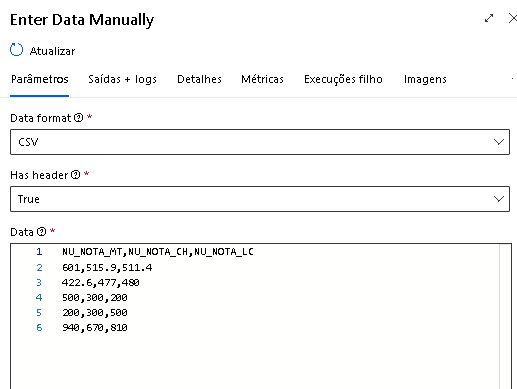 Enter Data Manually
Atualizar
Parâmetros Saídas + logs Detalhes Métricas Execuções filho Imagens
Data format *
CSV
Has header *
True
Data *
1 NU_NOTA_MT,NU_NOTA_CH,NU_NOTA_LC
2 601,515.9,511.4
3 422.6,477,480
4 500,300,200
5 200,300,500
6 940,670,810